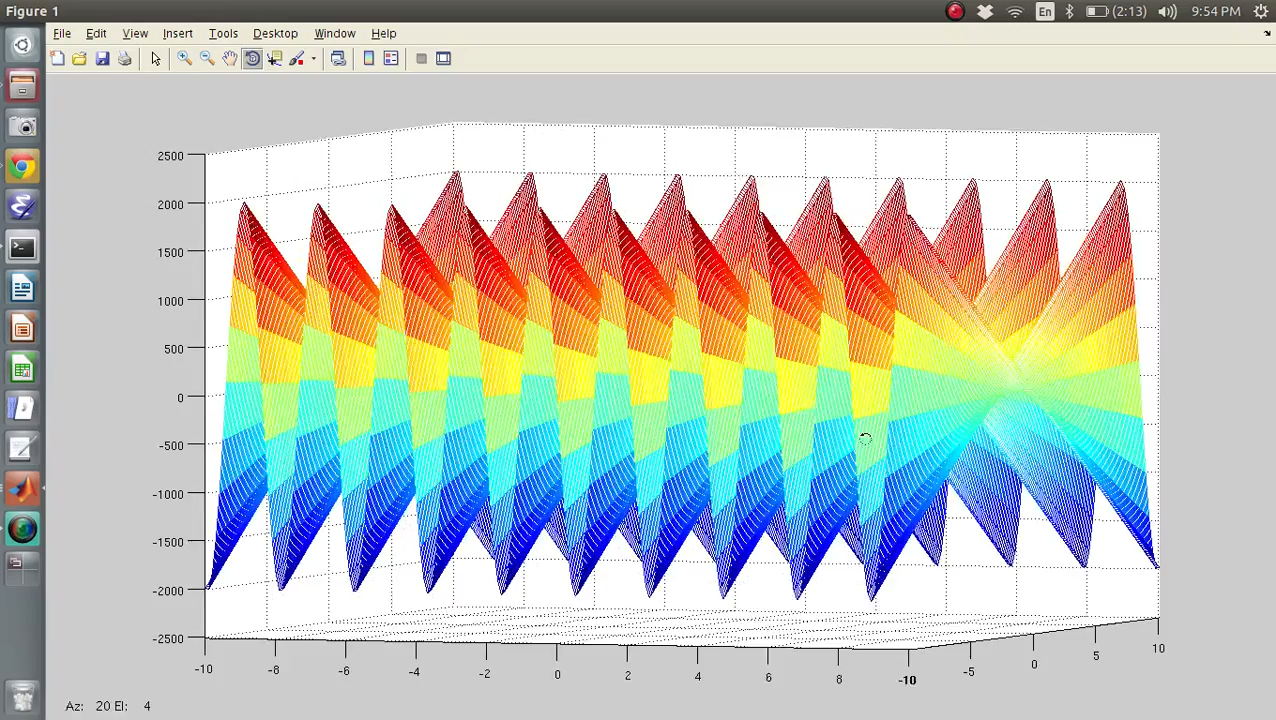 Figure 1
En
(2:13)
9:54 PM
File Edit View Insert Tools Desktop Window Help
2500
2000
1500
1000
500
0
-500
-1000
-1500
-2000
-2500
-10 -8 -6 -4 -2 0 2 4 6 8 -10 -5 0 5 10
Az: 20 El: 4